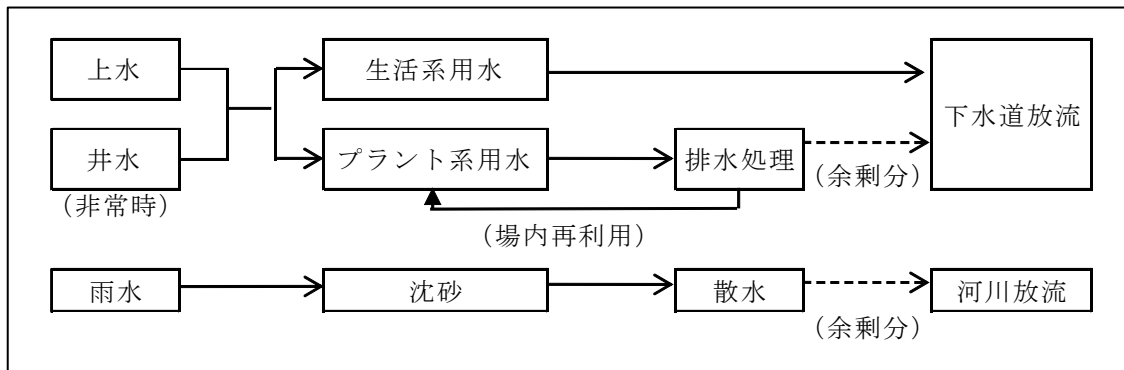 上水
生活系用水
下水道放流
井水
(非常時)
プラント系用水
排水処理
(余剰分)
(場内再利用)
雨水
沈砂
散水
(余剰分)
河川放流